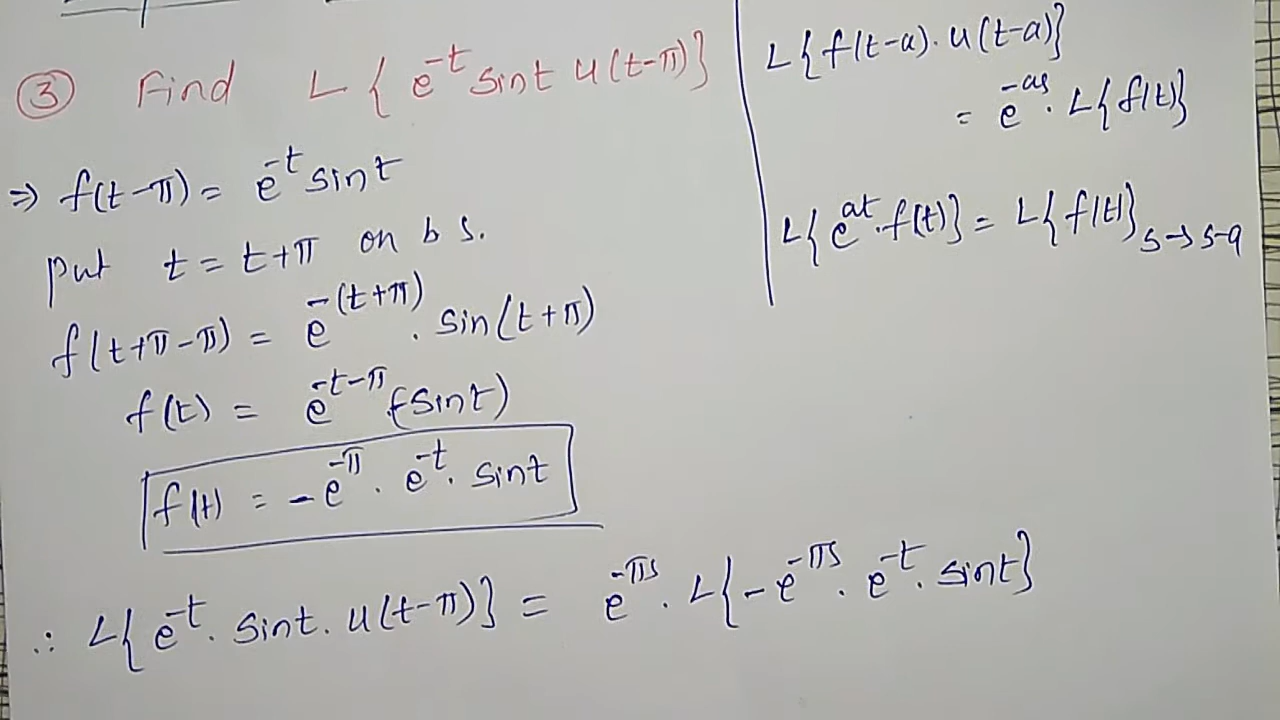 ③ Find L{e^-t sint u(t-π)}
⇒ f(t-π) = e^-t sint
put t = t+π on b s.
f(t+π-π) = e^-(t+π) . sin(t+π)
f(t) = e^-t-π (-sint)
f(t) = -e^-π . e^-t . sint
∴ L{e^-t . sint . u(t-π)} = e^-πs . L{-e^-πs . e^-t . sint}
L{f(t-a) . u(t-a)}
= e^-as . L{f(t)}
L{e^at . f(t)} = L{f(t)} s→s-a